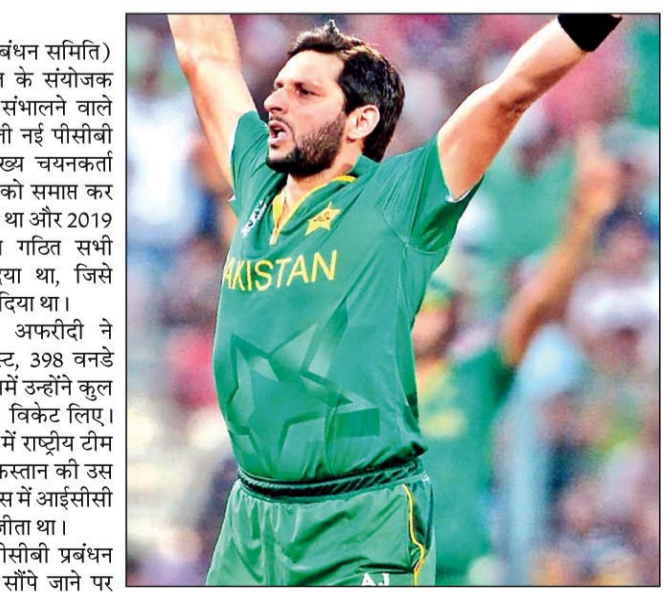 बंधन समिति)
के संयोजक
संभालने वाले
नी नई पीसीबी
ख्य चयनकर्ता
को समाप्त कर
था और 2019
गठित सभी
या था, जिसे
दिया था।
अफरीदी ने
स्ट, 398 वनडे
में उन्होंने कुल
विकेट लिए।
में राष्ट्रीय टीम
कस्तान की उस
स में आईसीसी
जीता था।
ीसीबी प्रबंधन
सौंपे जाने पर
AKISTAN
AJ